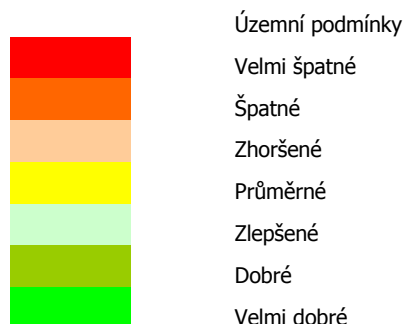 Územní podmínky
Velmi špatné
Špatné
Zhoršené
Průměrné
Zlepšené
Dobré
Velmi dobré